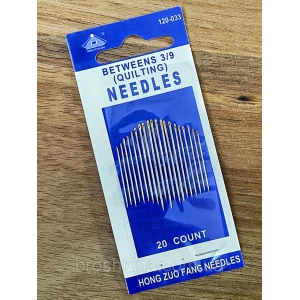 120-033
BETWEENS 3/9
(QUILTING)
NEEDLES
20 COUNT
HONG ZUO FANG NEEDLES